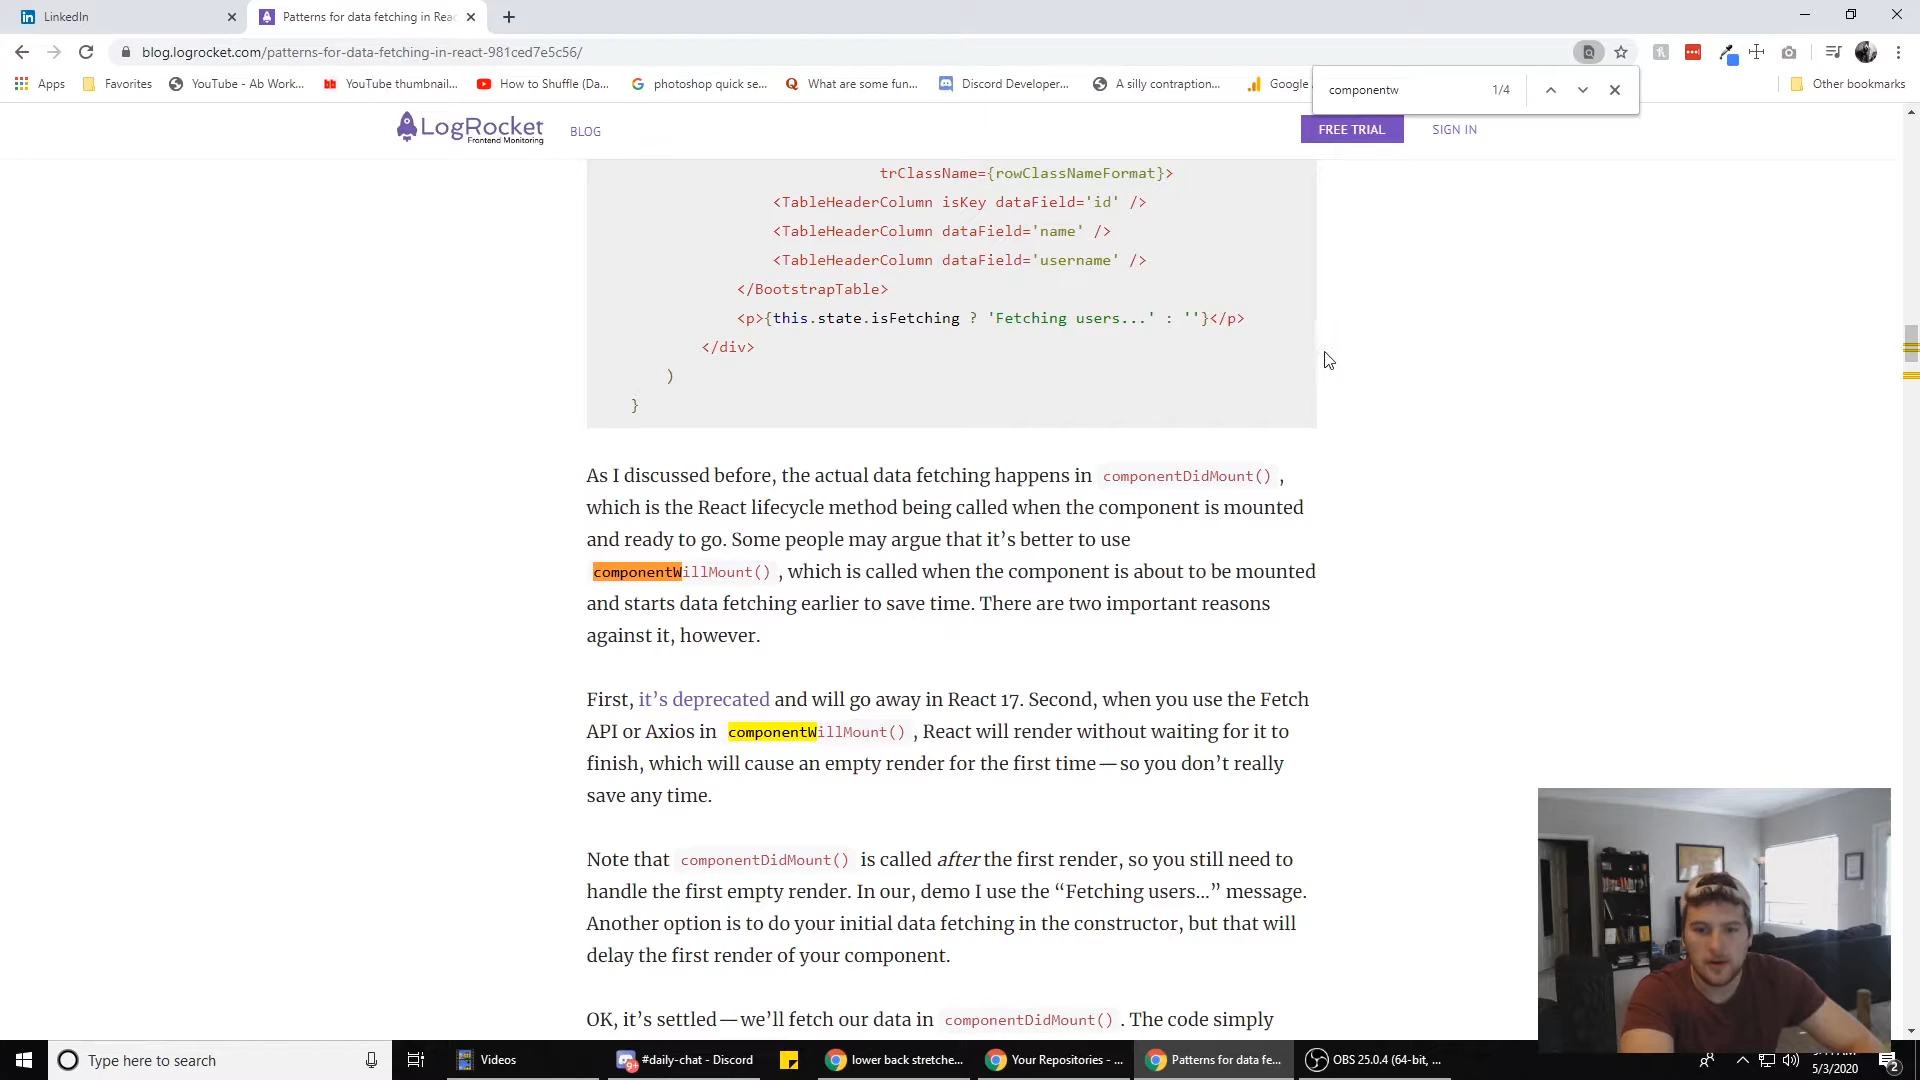 LinkedIn
Patterns for data fetching in Reac
blog.logrocket.com/patterns-for-data-fetching-in-react-981ced7e5c56/
Apps
Favorites
YouTube - Ab Work...
YouTube thumbnail...
How to Shuffle (Da...
photoshop quick se...
What are some fun...
Discord Developer...
A silly contraption...
Google
Other bookmarks
componentw 1/4
LogRocket
Frontend Monitoring
BLOG
FREE TRIAL
SIGN IN
trClassName={rowClassNameFormat}>
<TableHeaderColumn isKey dataField='id' />
<TableHeaderColumn dataField='name' />
<TableHeaderColumn dataField='username' />
</BootstrapTable>
<p>{this.state.isFetching ? 'Fetching users...' : ''}</p>
</div>
)
}
As I discussed before, the actual data fetching happens in componentDidMount(),
which is the React lifecycle method being called when the component is mounted
and ready to go. Some people may argue that it’s better to use
componentWillMount(), which is called when the component is about to be mounted
and starts data fetching earlier to save time. There are two important reasons
against it, however.
First, it’s deprecated and will go away in React 17. Second, when you use the Fetch
API or Axios in componentWillMount(), React will render without waiting for it to
finish, which will cause an empty render for the first time — so you don’t really
save any time.
Note that componentDidMount() is called after the first render, so you still need to
handle the first empty render. In our, demo I use the “Fetching users…” message.
Another option is to do your initial data fetching in the constructor, but that will
delay the first render of your component.
OK, it’s settled — we’ll fetch our data in componentDidMount(). The code simply
Type here to search
Videos
#daily-chat - Discord
lower back stretche...
Your Repositories - ...
Patterns for data fe...
OBS 25.0.4 (64-bit, ...
5/3/2020
2